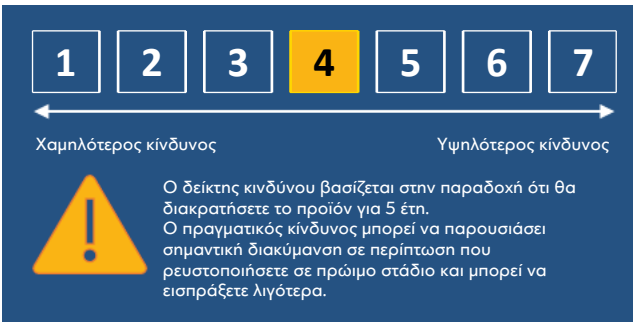 1 2 3 4 5 6 7
Χαμηλότερος κίνδυνος Υψηλότερος κίνδυνος
Ο δείκτης κινδύνου βασίζεται στην παραδοχή ότι θα
διακρατήσετε το προϊόν για 5 έτη.
Ο πραγματικός κίνδυνος μπορεί να παρουσιάσει
σημαντική διακύμανση σε περίπτωση που
ρευστοποιήσετε σε πρώιμο στάδιο και μπορεί να
εισπράξετε λιγότερα.